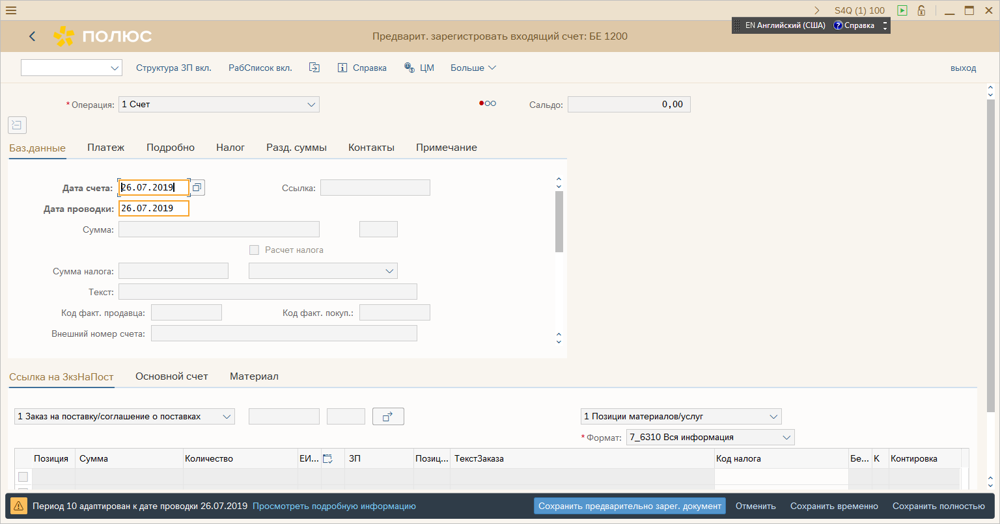 S4Q (1) 100
EN Английский (США) Справка
ПОЛЮС
Предварит. зарегистровать входящий счет: БЕ 1200
Структура ЗП вкл. РабСписок вкл. Справка ЦМ Больше выход
* Операция: 1 Счет Сальдо: 0,00
Баз.данные Платеж Подробно Налог Разд. суммы Контакты Примечание
Дата счета: 26.07.2019 Ссылка:
Дата проводки: 26.07.2019
Сумма:
Расчет налога
Сумма налога:
Текст:
Код факт. продавца: Код факт. покуп.:
Внешний номер счета:
Ссылка на ЗкзНаПост Основной счет Материал
1 Заказ на поставку/соглашение о поставках 1 Позиции материалов/услуг
* Формат: 7_6310 Вся информация
Позиция Сумма Количество ЕИ... ЗП Позиц... ТекстЗаказа Код налога Бе... К Контировка
Период 10 адаптирован к дате проводки 26.07.2019 Просмотреть подробную информацию Сохранить предварительно зарег. документ Отменить Сохранить временно Сохранить полностью